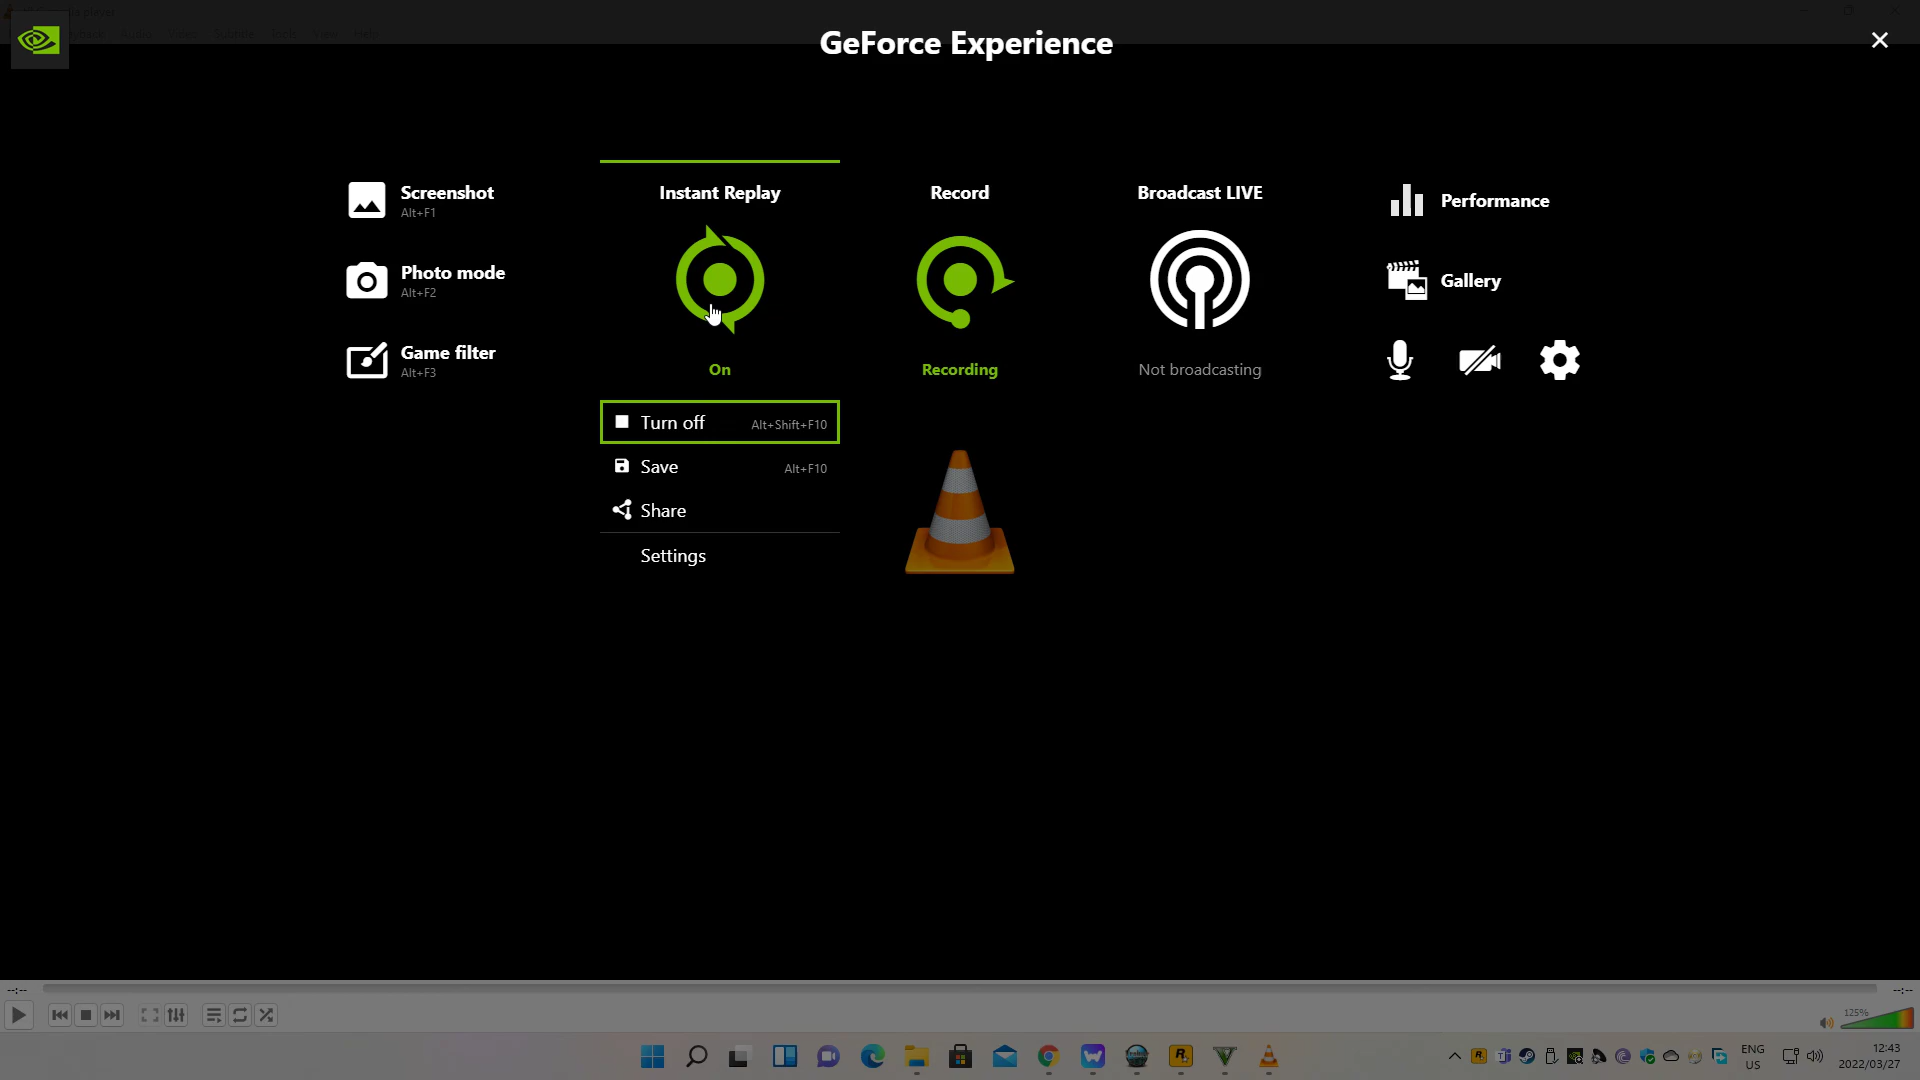 GeForce Experience
Screenshot
Alt+F1
Photo mode
Alt+F2
Game filter
Alt+F3
Instant Replay
On
Turn off Alt+Shift+F10
Save Alt+F10
Share
Settings
Record
Recording
Broadcast LIVE
Not broadcasting
Performance
Gallery
--:-- --:--
125%
ENG
US
12:43
2022/03/27